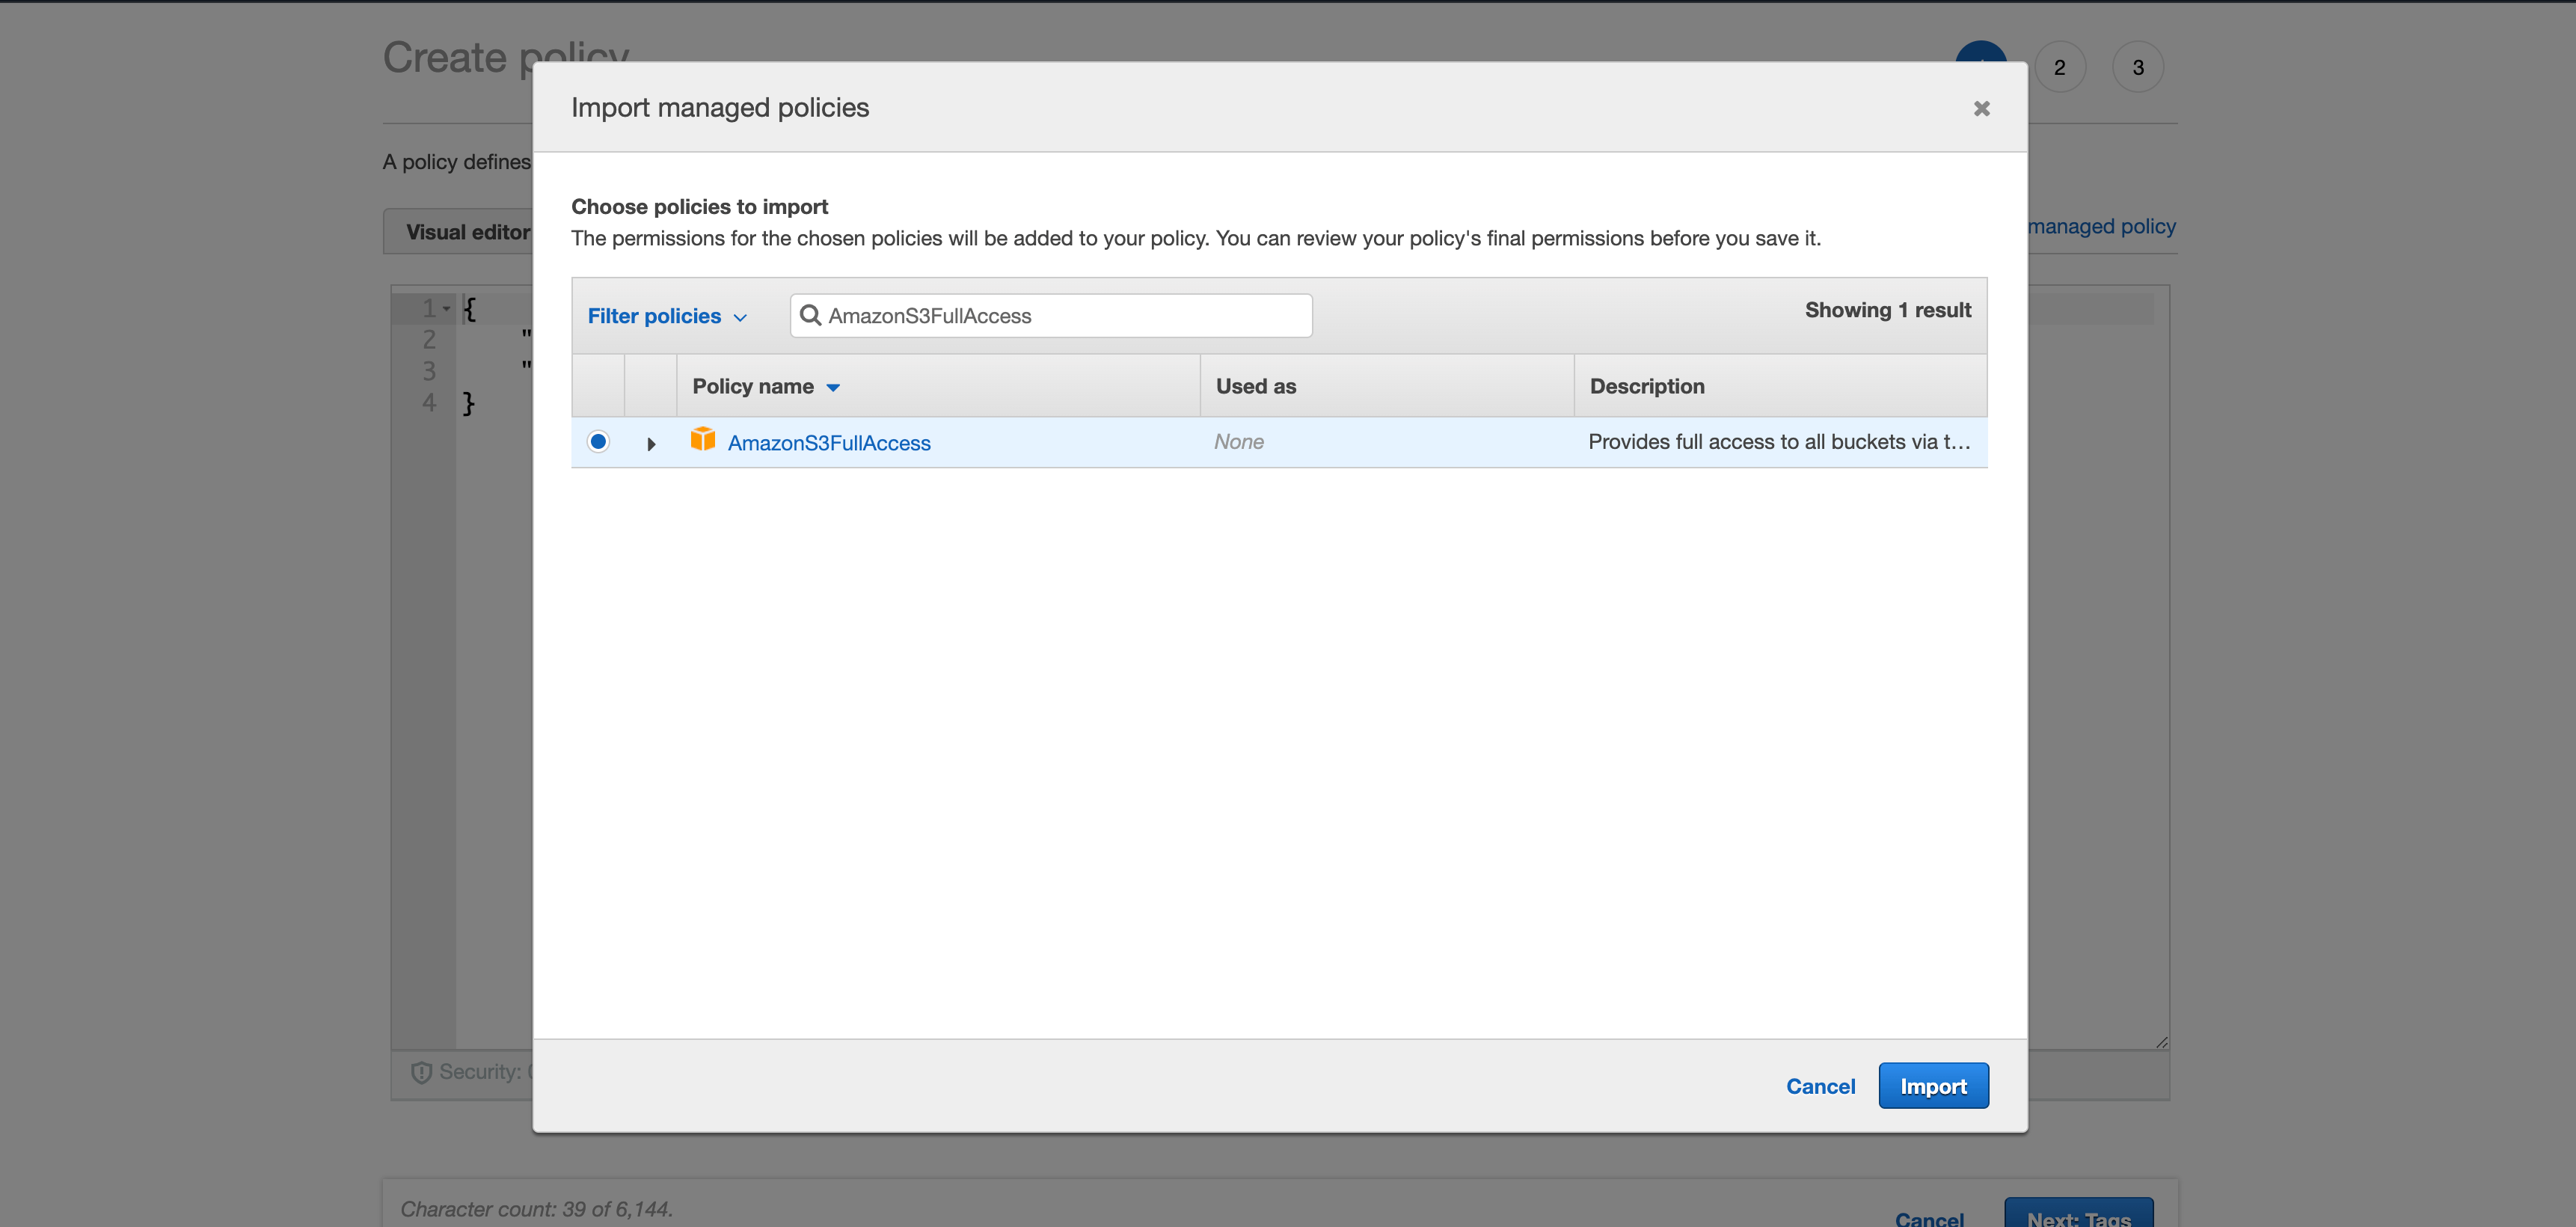 Create policy
2
3
Import managed policies
A policy defines
Choose policies to import
The permissions for the chosen policies will be added to your policy. You can review your policy's final permissions before you save it.
Visual editor
managed policy
Filter policies
AmazonS3FullAccess
Showing 1 result
Policy name
Used as
Description
AmazonS3FullAccess
None
Provides full access to all buckets via t...
1 {
2 "
3 "
4 }
Security:
Cancel
Import
Character count: 39 of 6,144.
Cancel
Next: Tags